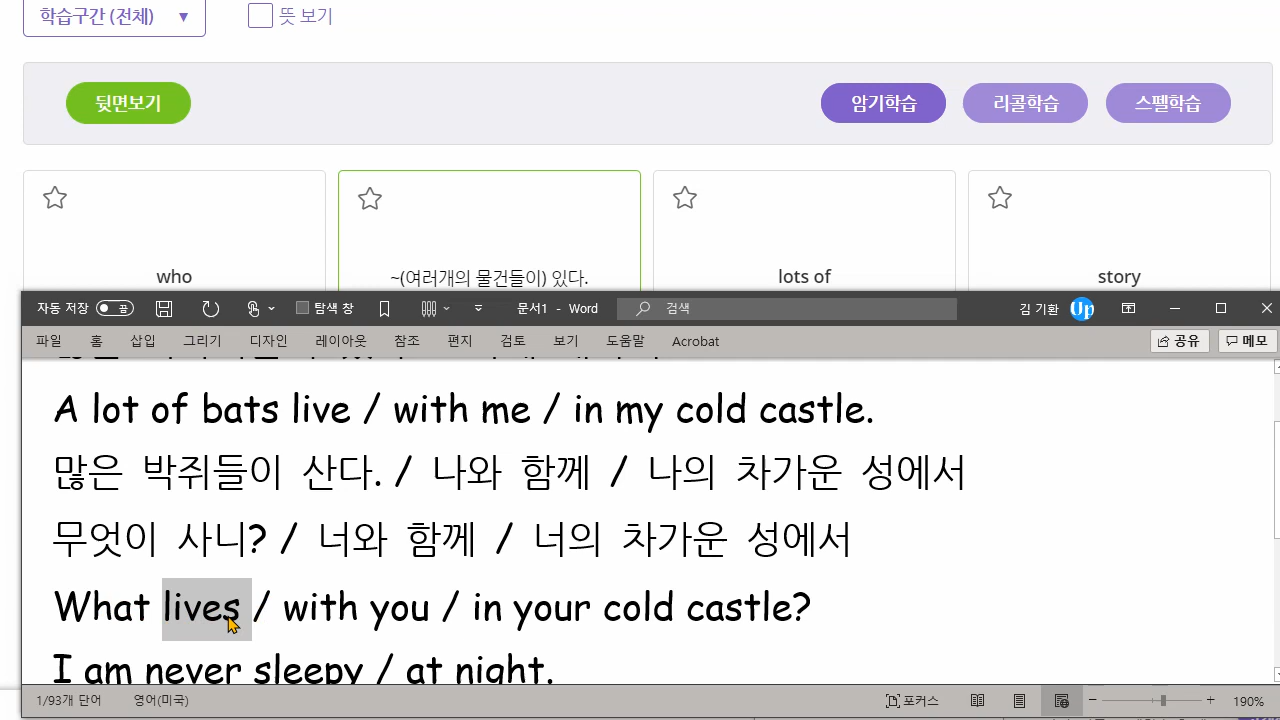 학습구간 (전체) ▼ 뜻 보기
뒷면보기 암기학습 리콜학습 스펠학습
who ~(여러개의 물건들이) 있다. lots of story
자동 저장 끔 탐색 창 문서1 - Word 검색 김 기환 Up
파일 홈 삽입 그리기 디자인 레이아웃 참조 편지 검토 보기 도움말 Acrobat 공유 메모
A lot of bats live / with me / in my cold castle.
많은 박쥐들이 산다. / 나와 함께 / 나의 차가운 성에서
무엇이 사니? / 너와 함께 / 너의 차가운 성에서
What lives / with you / in your cold castle?
I am never sleepy / at night.
1/93개 단어 영어(미국) 포커스 190%